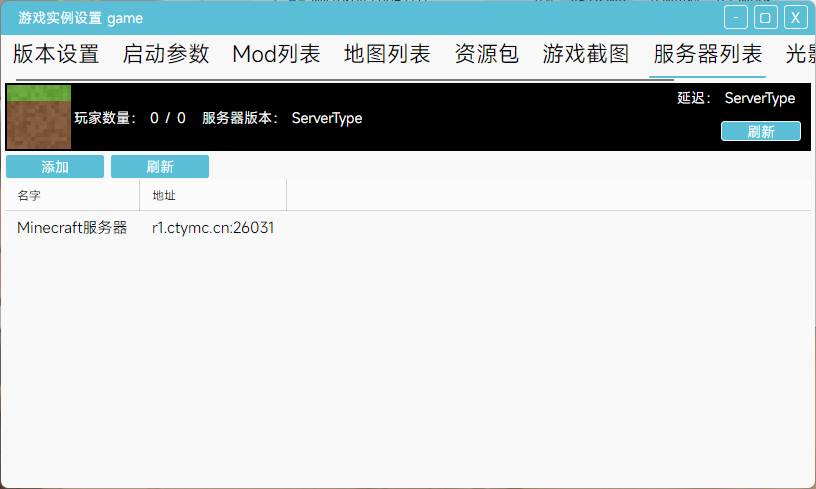 游戏实例设置 game
- ▢ X
版本设置 启动参数 Mod列表 地图列表 资源包 游戏截图 服务器列表
延迟： ServerType
玩家数量： 0 / 0 服务器版本： ServerType
刷新
添加 刷新
名字 地址
Minecraft服务器 r1.ctymc.cn:26031